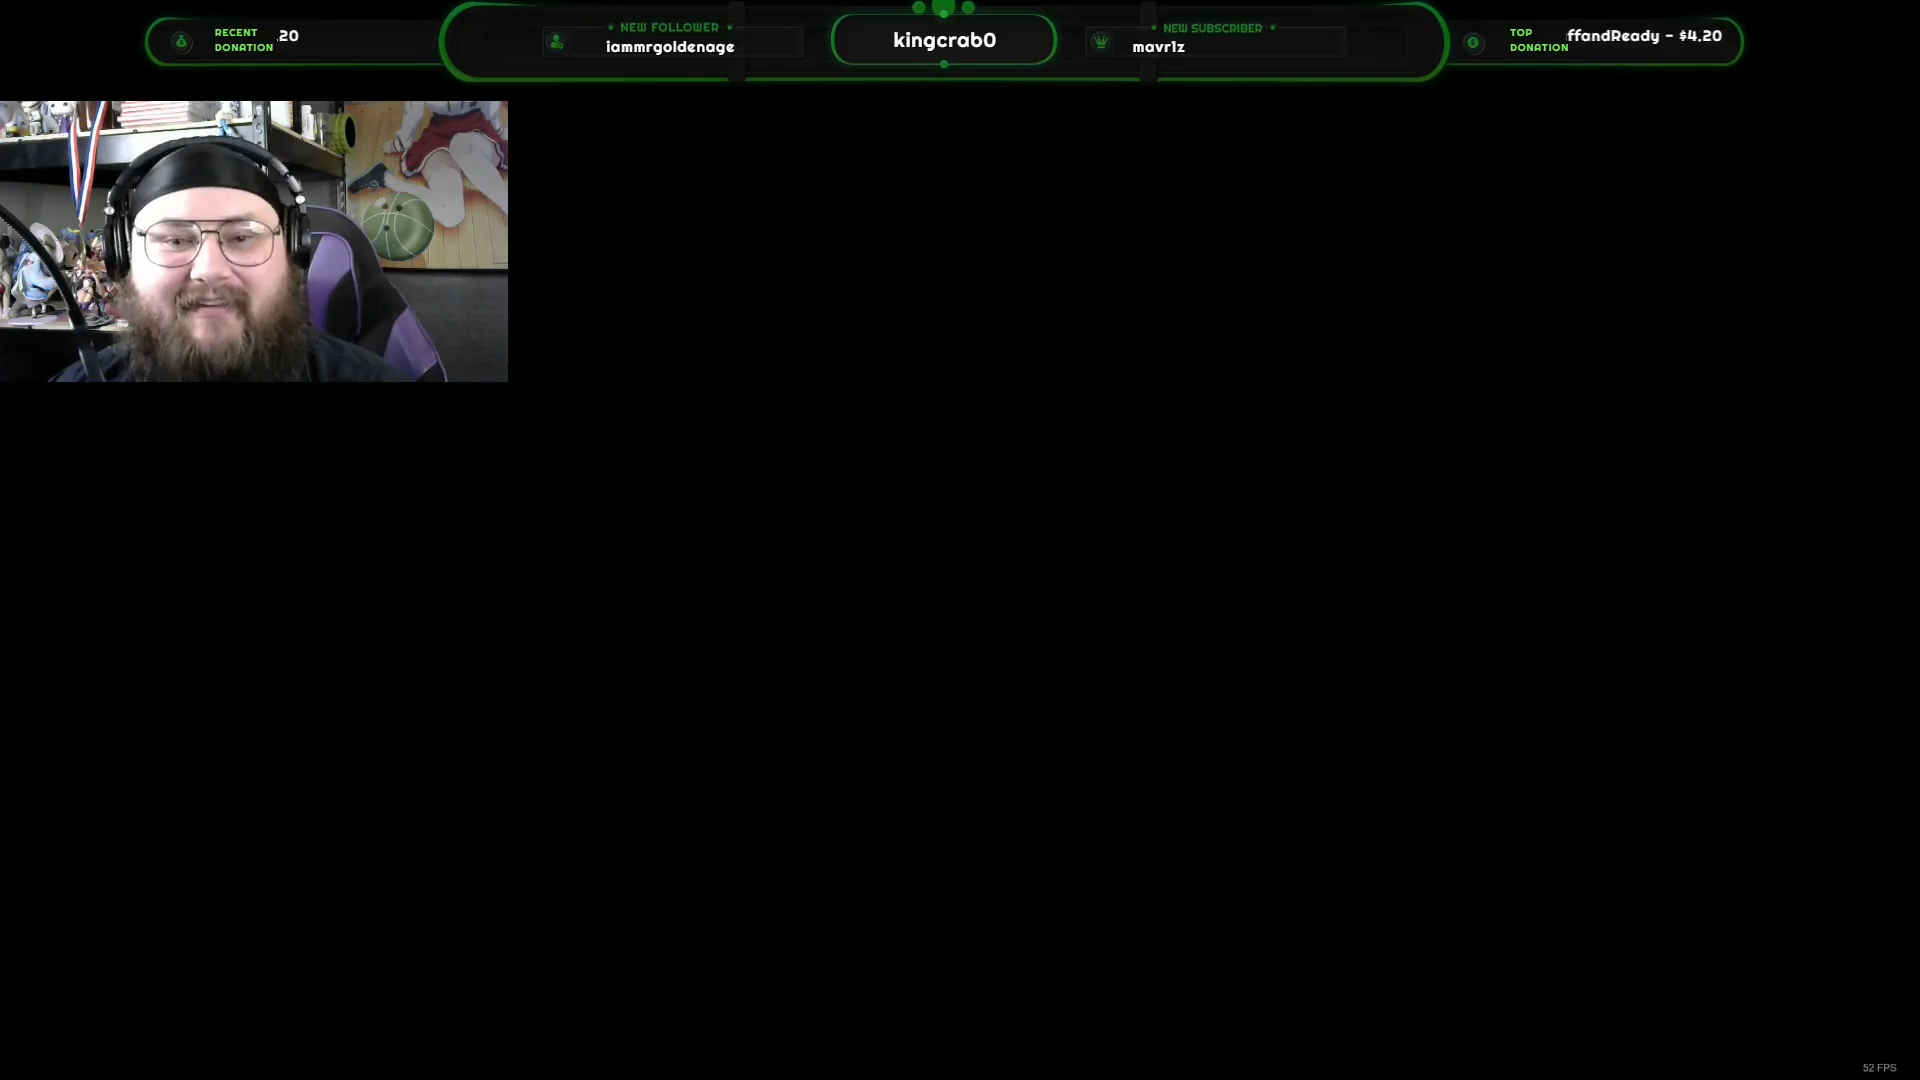 RECENT
DONATION
.20
NEW FOLLOWER
iammrgoldenage
kingcrab0
NEW SUBSCRIBER
mavr1z
TOP
DONATION
ffandReady - $4.20
52 FPS